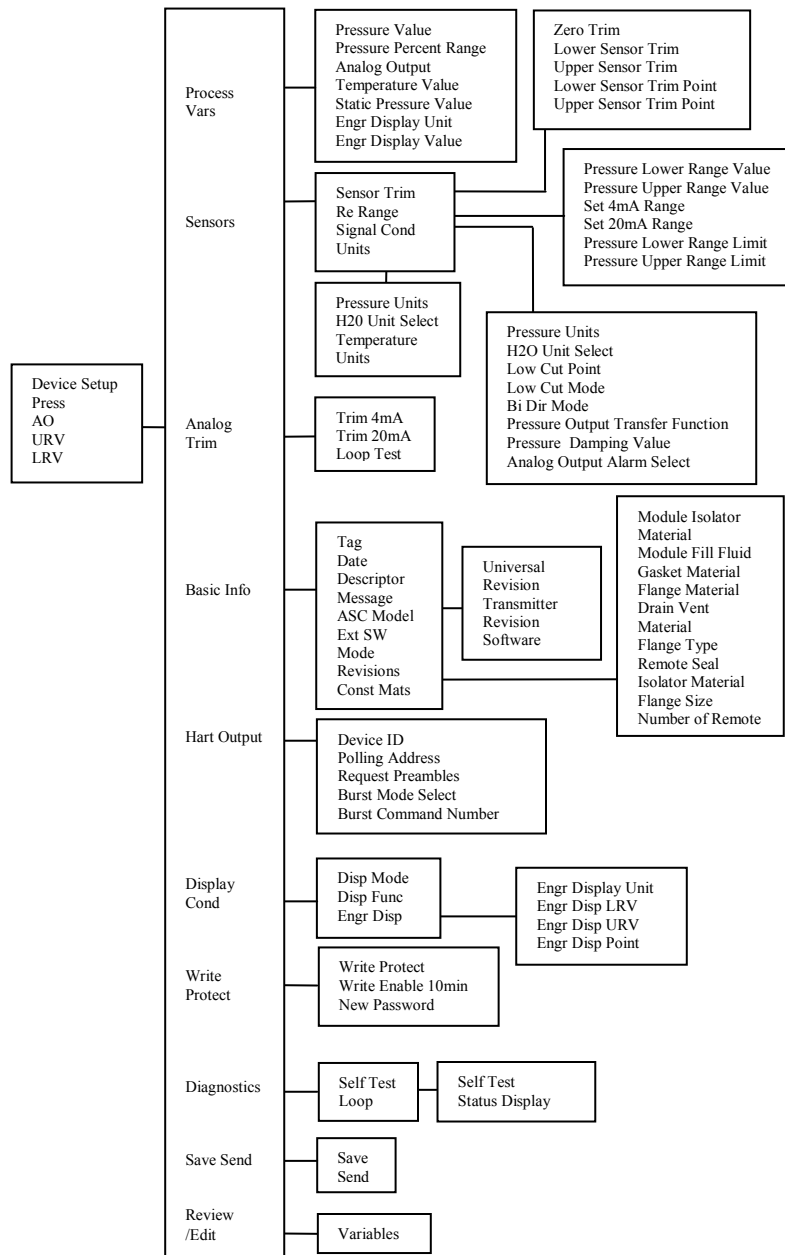 Device Setup
Press
AO
URV
LRV
Process
Vars
Pressure Value
Pressure Percent Range
Analog Output
Temperature Value
Static Pressure Value
Engr Display Unit
Engr Display Value
Sensors
Sensor Trim
Re Range
Signal Cond
Units
Zero Trim
Lower Sensor Trim
Upper Sensor Trim
Lower Sensor Trim Point
Upper Sensor Trim Point
Pressure Lower Range Value
Pressure Upper Range Value
Set 4mA Range
Set 20mA Range
Pressure Lower Range Limit
Pressure Upper Range Limit
Pressure Units
H20 Unit Select
Temperature
Units
Pressure Units
H2O Unit Select
Low Cut Point
Low Cut Mode
Bi Dir Mode
Pressure Output Transfer Function
Pressure Damping Value
Analog Output Alarm Select
Analog
Trim
Trim 4mA
Trim 20mA
Loop Test
Basic Info
Tag
Date
Descriptor
Message
ASC Model
Ext SW
Mode
Revisions
Const Mats
Universal
Revision
Transmitter
Revision
Software
Module Isolator
Material
Module Fill Fluid
Gasket Material
Flange Material
Drain Vent
Material
Flange Type
Remote Seal
Isolator Material
Flange Size
Number of Remote
Hart Output
Device ID
Polling Address
Request Preambles
Burst Mode Select
Burst Command Number
Display
Cond
Disp Mode
Disp Func
Engr Disp
Engr Display Unit
Engr Disp LRV
Engr Disp URV
Engr Disp Point
Write
Protect
Write Protect
Write Enable 10min
New Password
Diagnostics
Self Test
Loop
Self Test
Status Display
Save Send
Save
Send
Review
/Edit
Variables